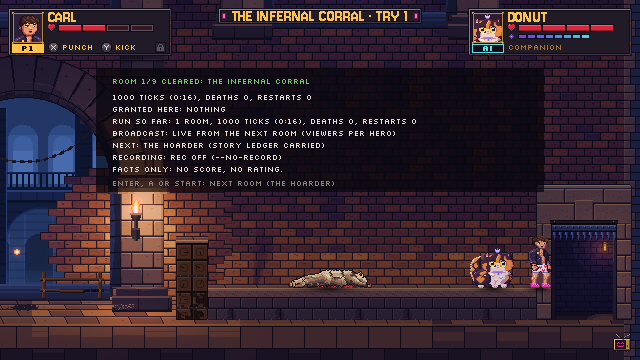 CARL
P1
X PUNCH Y KICK
THE INFERNAL CORRAL · TRY 1
DONUT
AI
COMPANION
ROOM 1/9 CLEARED: THE INFERNAL CORRAL
1000 TICKS (0:16), DEATHS 0, RESTARTS 0
GRANTED HERE: NOTHING
RUN SO FAR: 1 ROOM, 1000 TICKS (0:16), DEATHS 0, RESTARTS 0
BROADCAST: LIVE FROM THE NEXT ROOM (VIEWERS PER HERO)
NEXT: THE HOARDER (STORY LEDGER CARRIED)
RECORDING: REC OFF (--NO-RECORD)
FACTS ONLY: NO SCORE, NO RATING.
ENTER, A OR START: NEXT ROOM (THE HOARDER)